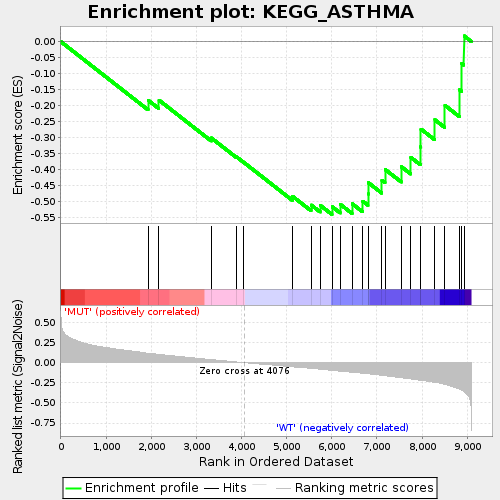 Enrichment plot: KEGG_ASTHMA
Enrichment score (ES)
0.00
-0.05
-0.10
-0.15
-0.20
-0.25
-0.30
-0.35
-0.40
-0.45
-0.50
-0.55
'MUT' (positively correlated)
Ranked list metric (Signal2Noise)
0.50
0.25
0.00
-0.25
-0.50
-0.75
Zero cross at 4076
'WT' (negatively correlated)
0 1,000 2,000 3,000 4,000 5,000 6,000 7,000 8,000 9,000
Rank in Ordered Dataset
Enrichment profile Hits Ranking metric scores